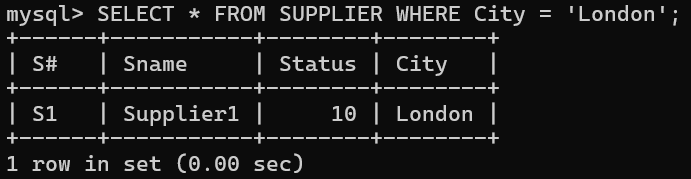 mysql> SELECT * FROM SUPPLIER WHERE City = 'London';
+------+-----------+--------+--------+
| S#   | Sname     | Status | City   |
+------+-----------+--------+--------+
| S1   | Supplier1 |     10 | London |
+------+-----------+--------+--------+
1 row in set (0.00 sec)